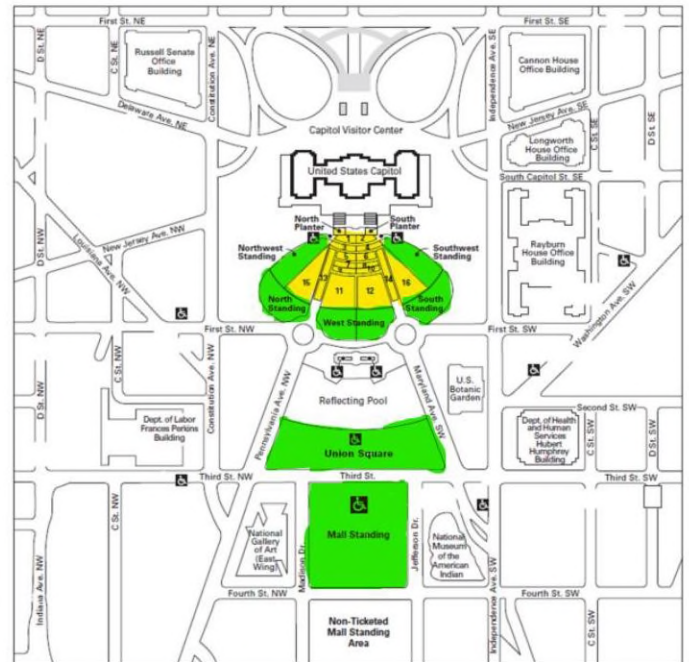 First St. NE
First St. SE
D St. NE
C St. NE
Russell Senate
Office
Building
Constitution Ave. NE
Independence Ave. SE
Cannon House
Office Building
Delaware Ave. NE
New Jersey Ave. SE
C St. SE
D St. SE
Capitol Visitor Center
Longworth
House Office
Building
United States Capitol
South Capitol St. SE
North
Planter
South
Planter
Northwest
Standing
Southwest
Standing
New Jersey Ave. NW
Louisiana Ave. NW
D St. NW
Rayburn
House Office
Building
Washington Ave. SW
15
13
11
12
14
16
North
Standing
South
Standing
West Standing
First St. NW
First St. SW
C St. NW
Constitution Ave. NW
Pennsylvania Ave. NW
Maryland Ave. SW
U.S.
Botanic
Garden
Reflecting Pool
D St. NW
Second St. SW
Dept. of Labor
Frances Perkins
Building
Dept. of Health
and Human
Services
Hubert
Humphrey
Building
C St. SW
D St. SW
Union Square
Third St. NW
Third St.
Third St. SW
C St. NW
Indiana Ave. NW
National
Gallery
of Art
(East
Wing)
Madison Dr.
Mall Standing
Jefferson Dr.
National
Museum
of the
American
Indian
Independence Ave. SW
Fourth St. NW
Fourth St. SW
C St. SW
Non-Ticketed
Mall Standing
Area